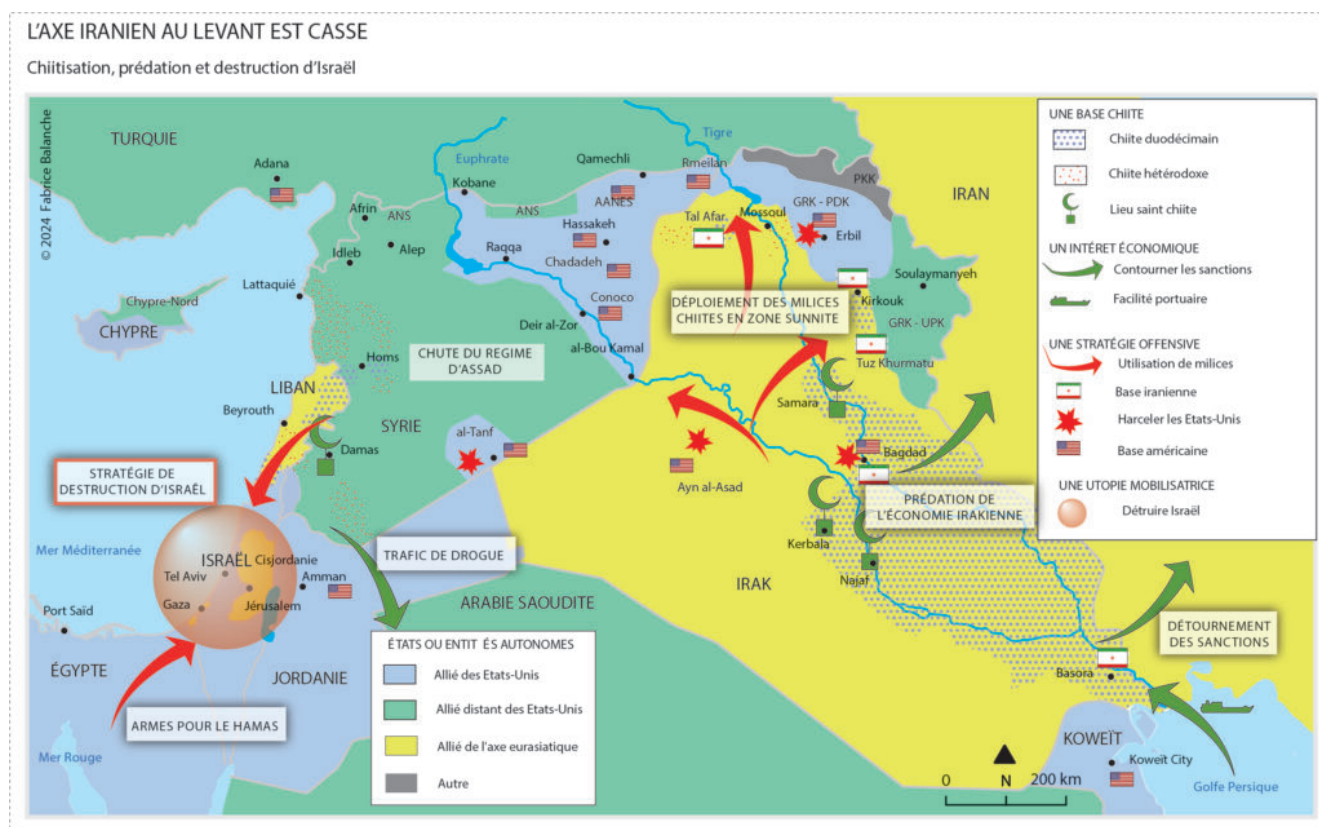 L'AXE IRANIEN AU LEVANT EST CASSE
Chiitisation, prédation et destruction d'Israël
© 2024 Fabrice Balanche
TURQUIE
Adana
Afrin
ANS
Idleb
Alep
Lattaquié
Chypre-Nord
CHYPRE
Euphrate
Kobane
ANS
Raqqa
Qamechli
AANES
Hassakeh
Chadadeh
Conoco
Deir al-Zor
al-Bou Kamal
Tigre
Rmeilan
Tal Afar.
Mossoul
GRK - PDK
Erbil
PKK
IRAN
Soulaymanyeh
Kirkouk
GRK - UPK
Tuz Khurmatu
DÉPLOIEMENT DES MILICES
CHIITES EN ZONE SUNNITE
CHUTE DU REGIME
D'ASSAD
Homs
LIBAN
Beyrouth
SYRIE
Damas
al-Tanf
Samara
Bagdad
Ayn al-Asad
PRÉDATION DE
L'ÉCONOMIE IRAKIENNE
Kerbala
Najaf
IRAK
STRATÉGIE DE
DESTRUCTION D'ISRAËL
Mer Méditerranée
ISRAËL
Cisjordanie
Tel Aviv
Amman
Gaza
Jérusalem
Port Saïd
ÉGYPTE
JORDANIE
TRAFIC DE DROGUE
ARABIE SAOUDITE
ARMES POUR LE HAMAS
Mer Rouge
DÉTOURNEMENT
DES SANCTIONS
Basora
KOWEÏT
Koweït City
Golfe Persique
0 N 200 km
ÉTATS OU ENTIT ÉS AUTONOMES
Allié des Etats-Unis
Allié distant des Etats-Unis
Allié de l'axe eurasiatique
Autre
UNE BASE CHIITE
Chiite duodécimain
Chiite hétérodoxe
Lieu saint chiite
UN INTÉRET ÉCONOMIQUE
Contourner les sanctions
Facilité portuaire
UNE STRATÉGIE OFFENSIVE
Utilisation de milices
Base iranienne
Harceler les Etats-Unis
Base américaine
UNE UTOPIE MOBILISATRICE
Détruire Israël